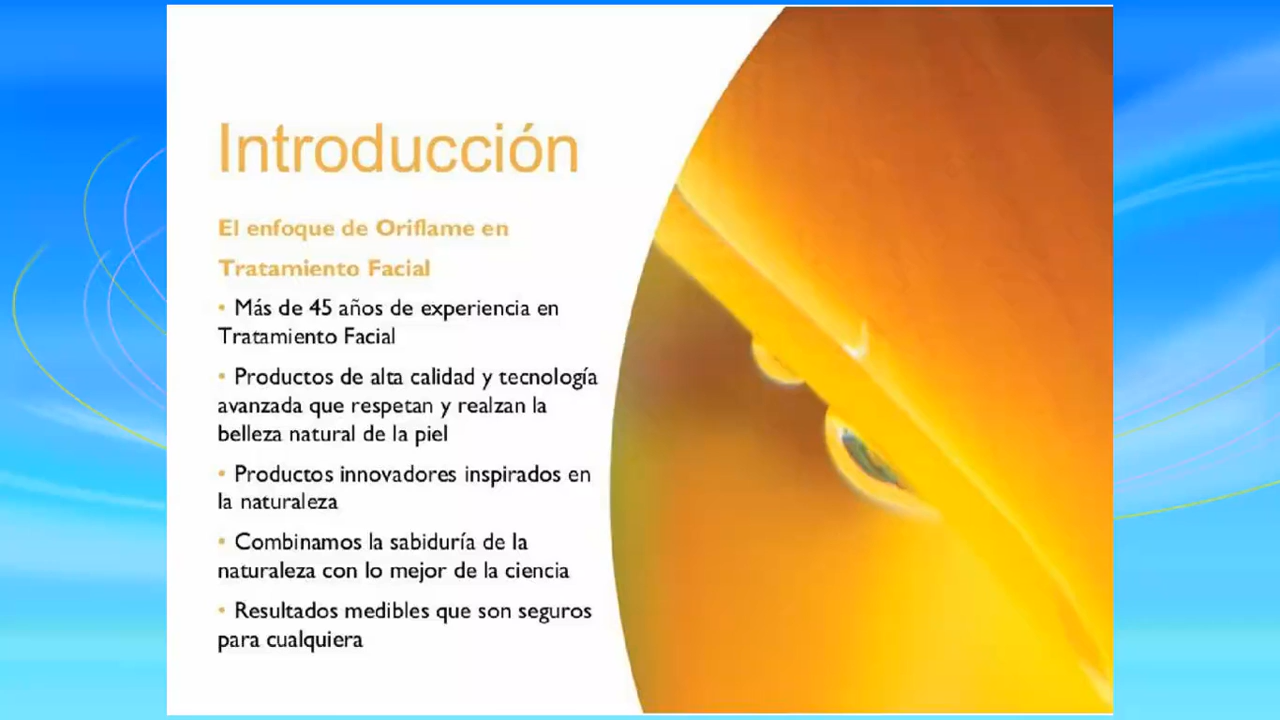 Introducción
El enfoque de Oriflame en
Tratamiento Facial
• Más de 45 años de experiencia en
Tratamiento Facial
• Productos de alta calidad y tecnología
avanzada que respetan y realzan la
belleza natural de la piel
• Productos innovadores inspirados en
la naturaleza
• Combinamos la sabiduría de la
naturaleza con lo mejor de la ciencia
• Resultados medibles que son seguros
para cualquiera